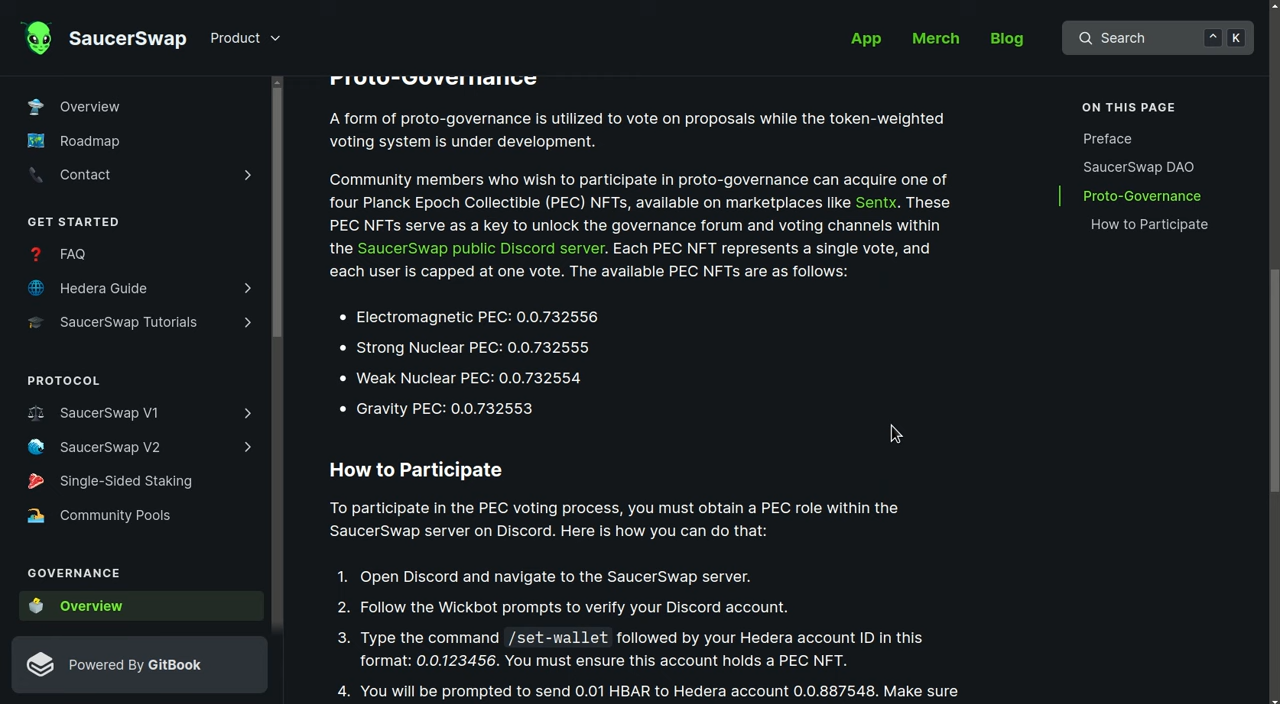 SaucerSwap
Product
App
Merch
Blog
Search
^
K
Overview
Roadmap
Contact
GET STARTED
FAQ
Hedera Guide
SaucerSwap Tutorials
PROTOCOL
SaucerSwap V1
SaucerSwap V2
Single-Sided Staking
Community Pools
GOVERNANCE
Overview
Powered By GitBook
Proto-Governance
A form of proto-governance is utilized to vote on proposals while the token-weighted
voting system is under development.
Community members who wish to participate in proto-governance can acquire one of
four Planck Epoch Collectible (PEC) NFTs, available on marketplaces like Sentx. These
PEC NFTs serve as a key to unlock the governance forum and voting channels within
the SaucerSwap public Discord server. Each PEC NFT represents a single vote, and
each user is capped at one vote. The available PEC NFTs are as follows:
• Electromagnetic PEC: 0.0.732556
• Strong Nuclear PEC: 0.0.732555
• Weak Nuclear PEC: 0.0.732554
• Gravity PEC: 0.0.732553
How to Participate
To participate in the PEC voting process, you must obtain a PEC role within the
SaucerSwap server on Discord. Here is how you can do that:
1. Open Discord and navigate to the SaucerSwap server.
2. Follow the Wickbot prompts to verify your Discord account.
3. Type the command /set-wallet followed by your Hedera account ID in this
format: 0.0.123456. You must ensure this account holds a PEC NFT.
4. You will be prompted to send 0.01 HBAR to Hedera account 0.0.887548. Make sure
ON THIS PAGE
Preface
SaucerSwap DAO
Proto-Governance
How to Participate